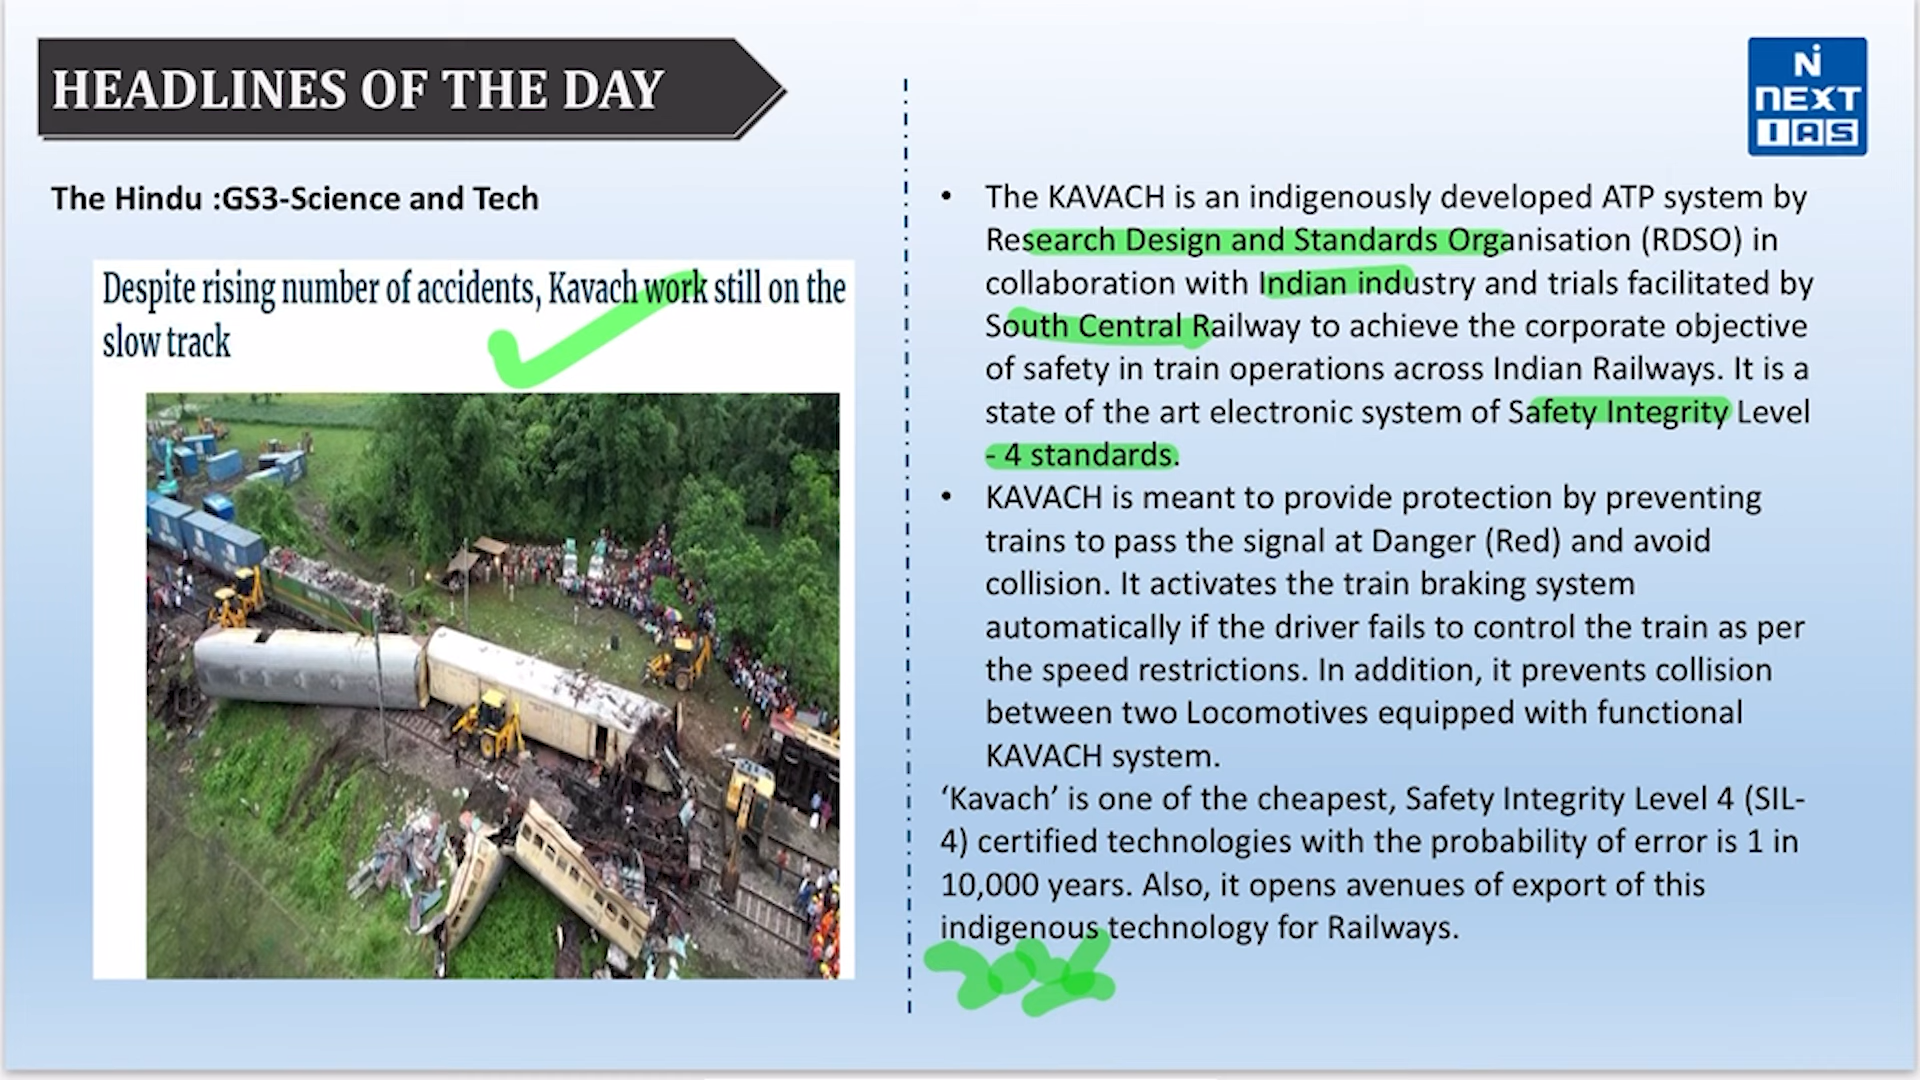 HEADLINES OF THE DAY
The Hindu :GS3-Science and Tech
Despite rising number of accidents, Kavach work still on the
slow track
N
NEXT
IAS
• The KAVACH is an indigenously developed ATP system by
Research Design and Standards Organisation (RDSO) in
collaboration with Indian industry and trials facilitated by
South Central Railway to achieve the corporate objective
of safety in train operations across Indian Railways. It is a
state of the art electronic system of Safety Integrity Level
- 4 standards.
• KAVACH is meant to provide protection by preventing
trains to pass the signal at Danger (Red) and avoid
collision. It activates the train braking system
automatically if the driver fails to control the train as per
the speed restrictions. In addition, it prevents collision
between two Locomotives equipped with functional
KAVACH system.
‘Kavach’ is one of the cheapest, Safety Integrity Level 4 (SIL-
4) certified technologies with the probability of error is 1 in
10,000 years. Also, it opens avenues of export of this
indigenous technology for Railways.